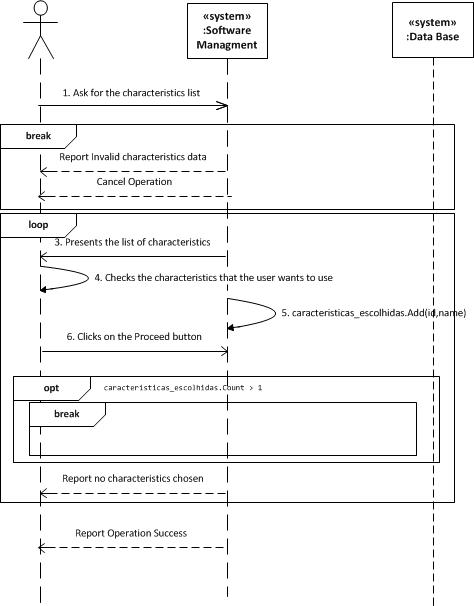 «system»
:Software
Managment
«system»
:Data Base
1. Ask for the characteristics list
break
Report Invalid characteristics data
Cancel Operation
loop
3. Presents the list of characteristics
4. Checks the characteristics that the user wants to use
5. caracteristicas_escolhidas.Add(id,name)
6. Clicks on the Proceed button
opt
caracteristicas_escolhidas.Count > 1
break
Report no characteristics chosen
Report Operation Success